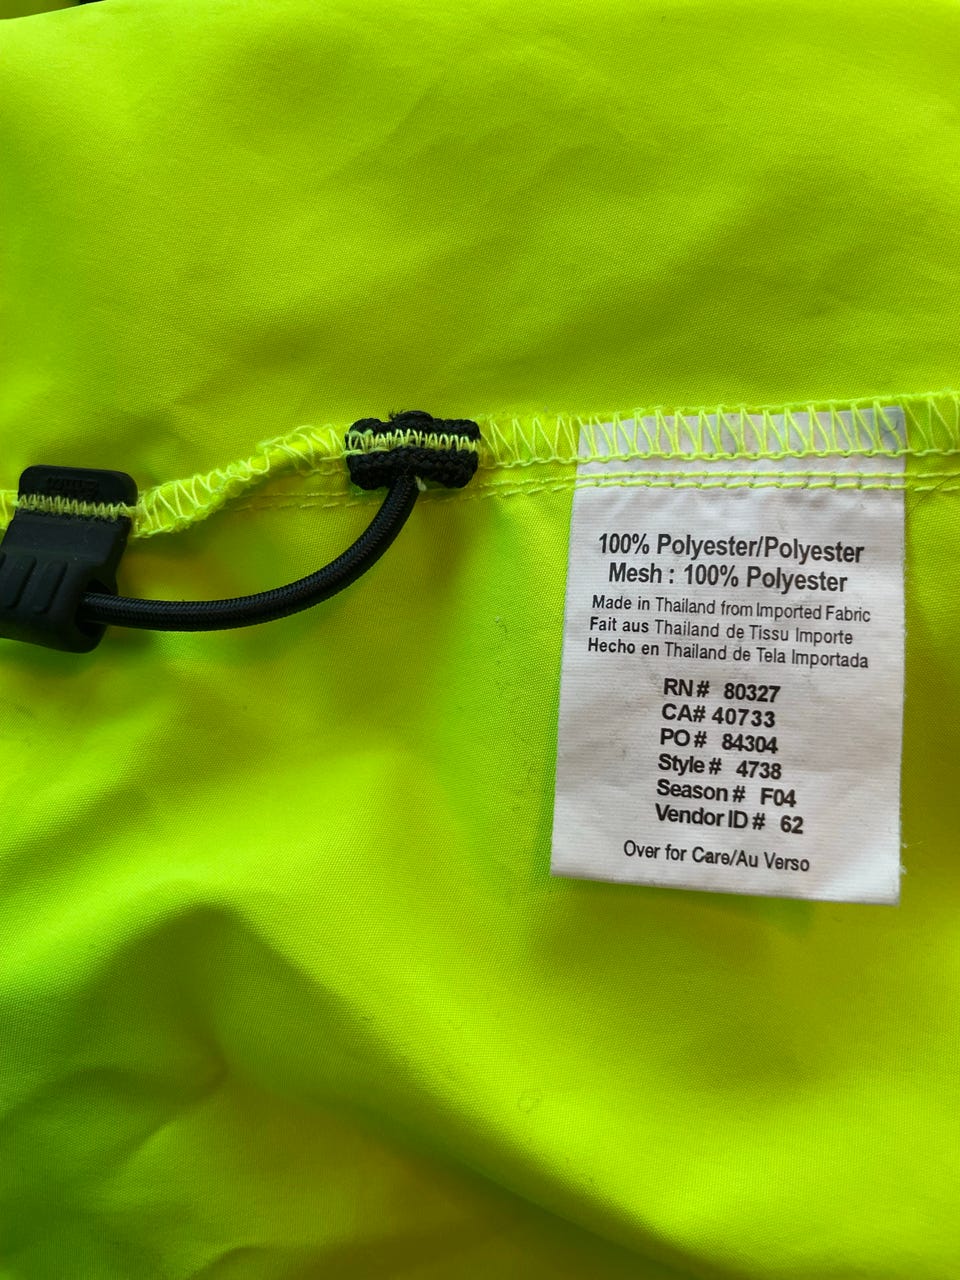 100% Polyester/Polyester
Mesh : 100% Polyester
Made in Thailand from Imported Fabric
Fait aus Thailand de Tissu Importe
Hecho en Thailand de Tela Importada
RN# 80327
CA# 40733
PO# 84304
Style# 4738
Season# F04
Vendor ID# 62
Over for Care/Au Verso